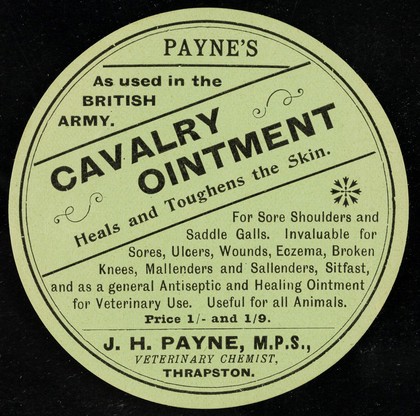 PAYNE'S
As used in the
BRITISH
ARMY.
CAVALRY
OINTMENT
Heals and Toughens the Skin.
For Sore Shoulders and
Saddle Galls. Invaluable for
Sores, Ulcers, Wounds, Eczema, Broken
Knees, Mallenders and Sallenders, Sitfast,
and as a general Antiseptic and Healing Ointment
for Veterinary Use. Useful for all Animals.
Price 1/- and 1/9.
J. H. PAYNE, M.P.S.,
VETERINARY CHEMIST,
THRAPSTON.